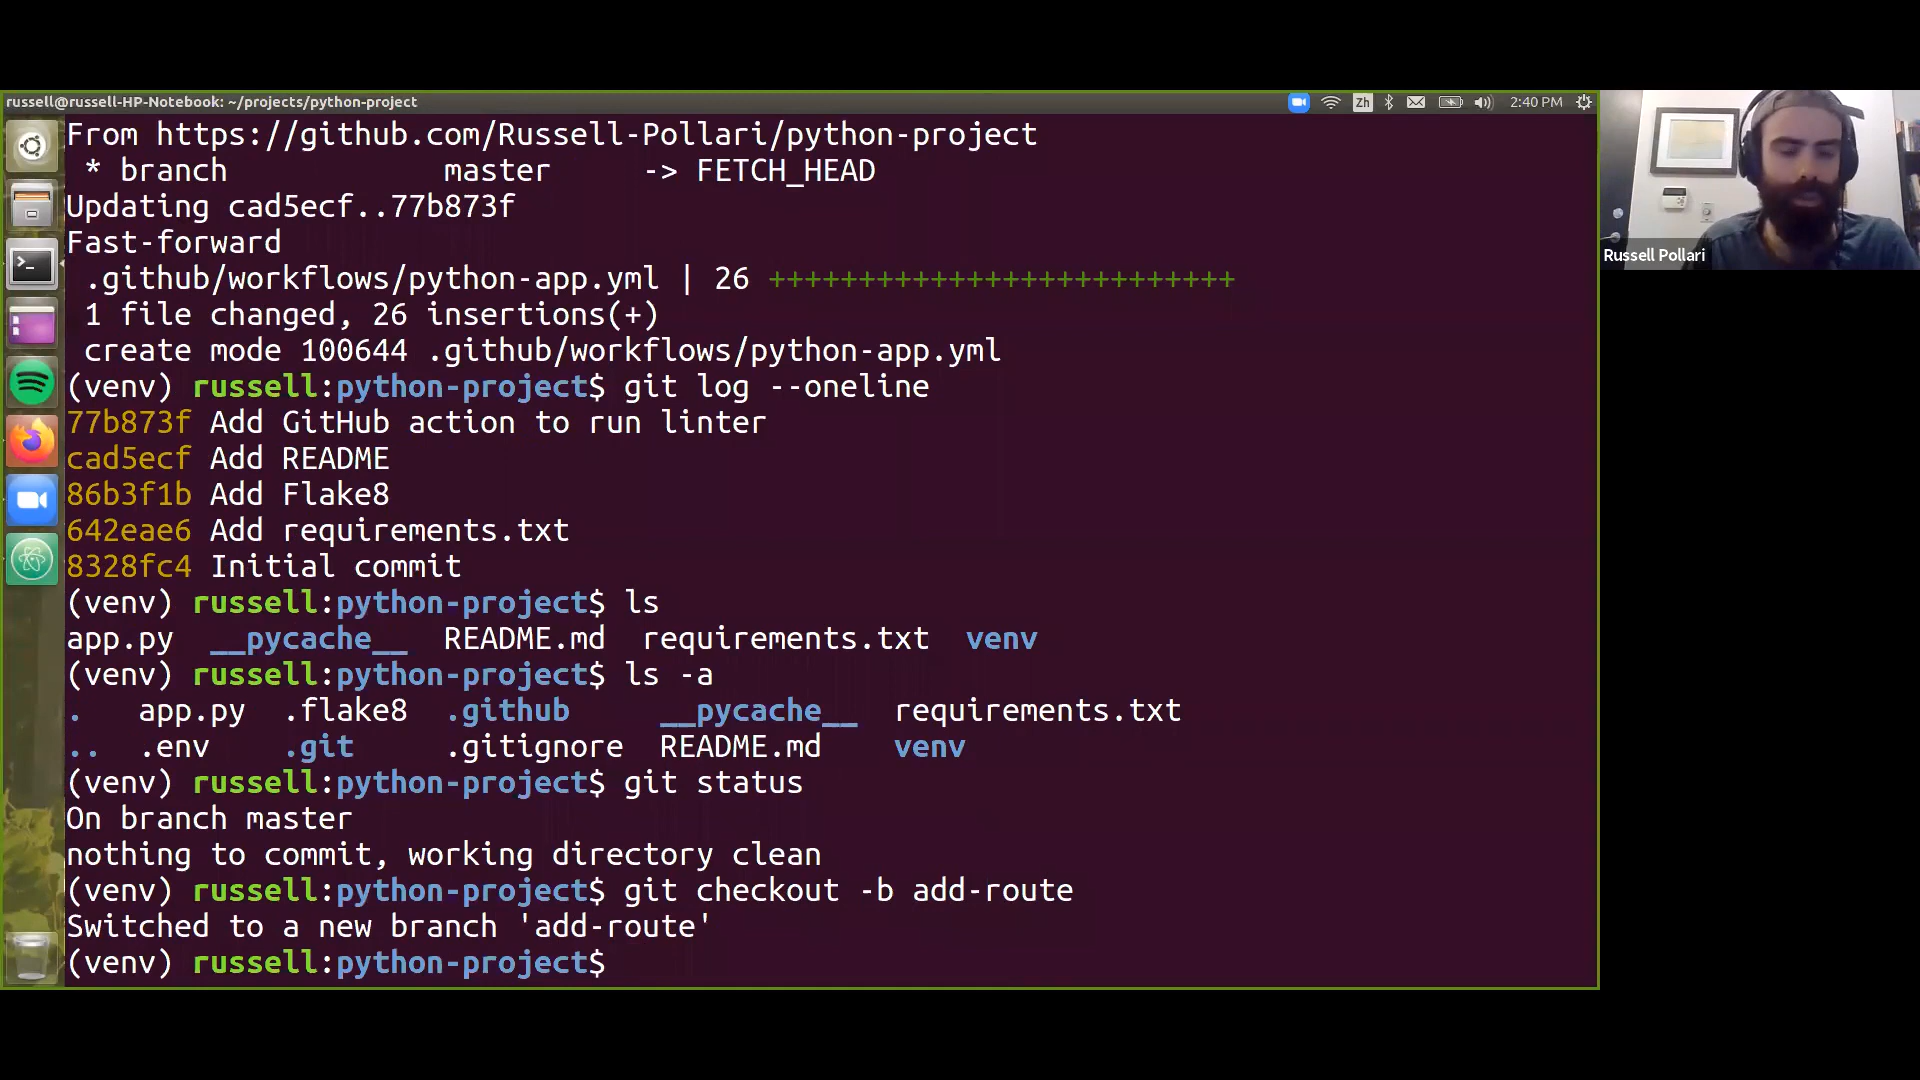 russell@russell-HP-Notebook: ~/projects/python-project
Zh
2:40 PM
From https://github.com/Russell-Pollari/python-project
* branch master -> FETCH_HEAD
Updating cad5ecf..77b873f
Fast-forward
.github/workflows/python-app.yml | 26 ++++++++++++++++++++++++++
1 file changed, 26 insertions(+)
create mode 100644 .github/workflows/python-app.yml
(venv) russell:python-project$ git log --oneline
77b873f Add GitHub action to run linter
cad5ecf Add README
86b3f1b Add Flake8
642eae6 Add requirements.txt
8328fc4 Initial commit
(venv) russell:python-project$ ls
app.py __pycache__ README.md requirements.txt venv
(venv) russell:python-project$ ls -a
. app.py .flake8 .github __pycache__ requirements.txt
.. .env .git .gitignore README.md venv
(venv) russell:python-project$ git status
On branch master
nothing to commit, working directory clean
(venv) russell:python-project$ git checkout -b add-route
Switched to a new branch 'add-route'
(venv) russell:python-project$
Russell Pollari